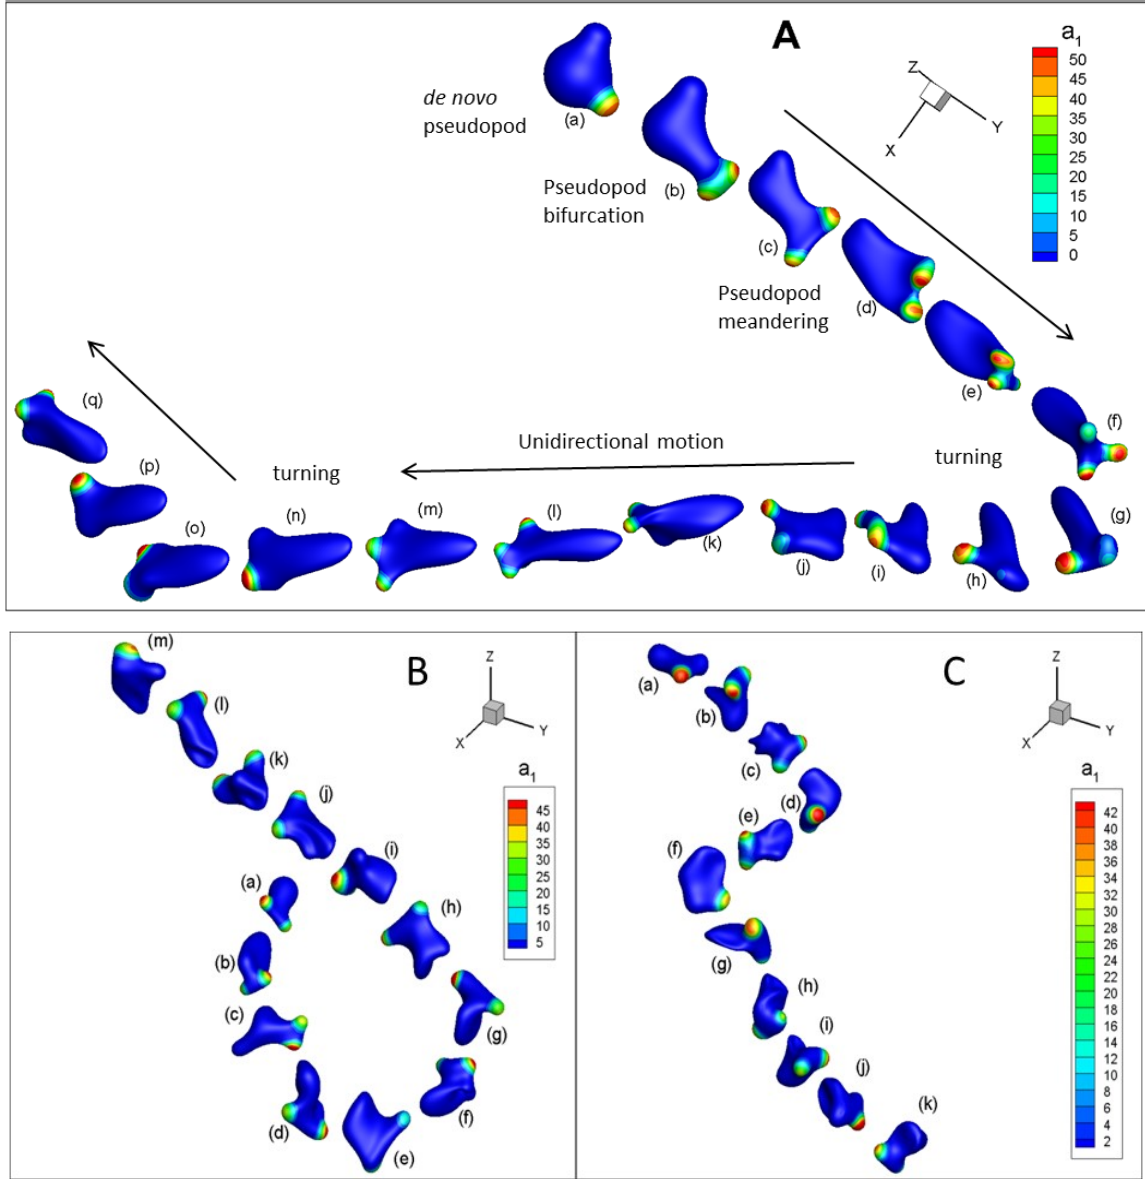 A
a1
50
45
40
35
30
25
20
15
10
5
0
Z
Y
X
de novo
pseudopod
(a)
Pseudopod
bifurcation
(b)
(c)
Pseudopod
meandering
(d)
(e)
(f)
(q)
Unidirectional motion
turning
(p)
turning
(o)
(n)
(m)
(l)
(k)
(j)
(i)
(h)
(g)
B
(m)
Z
X
Y
(l)
a1
45
40
35
30
25
20
15
10
5
(k)
(j)
(i)
(a)
(h)
(b)
(c)
(g)
(d)
(e)
(f)
C
(a)
Z
X
Y
(b)
(c)
a1
42
40
38
36
34
32
30
28
26
24
22
20
18
16
14
12
10
8
6
4
2
(d)
(e)
(f)
(g)
(h)
(i)
(j)
(k)